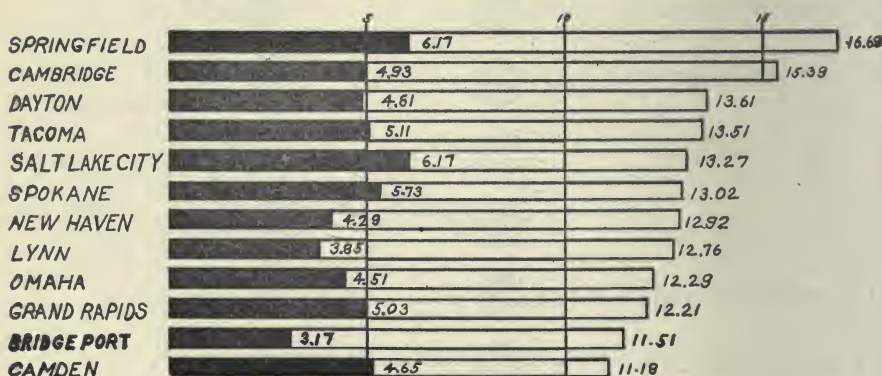 5 10 15
SPRINGFIELD 6.17 16.69
CAMBRIDGE 4.93 15.39
DAYTON 4.61 13.61
TACOMA 5.11 13.51
SALT LAKE CITY 6.17 13.27
SPOKANE 5.73 13.02
NEW HAVEN 4.29 12.92
LYNN 3.85 12.76
OMAHA 4.51 12.29
GRAND RAPIDS 5.03 12.21
BRIDGEPORT 3.17 11.51
CAMDEN 4.65 11.18